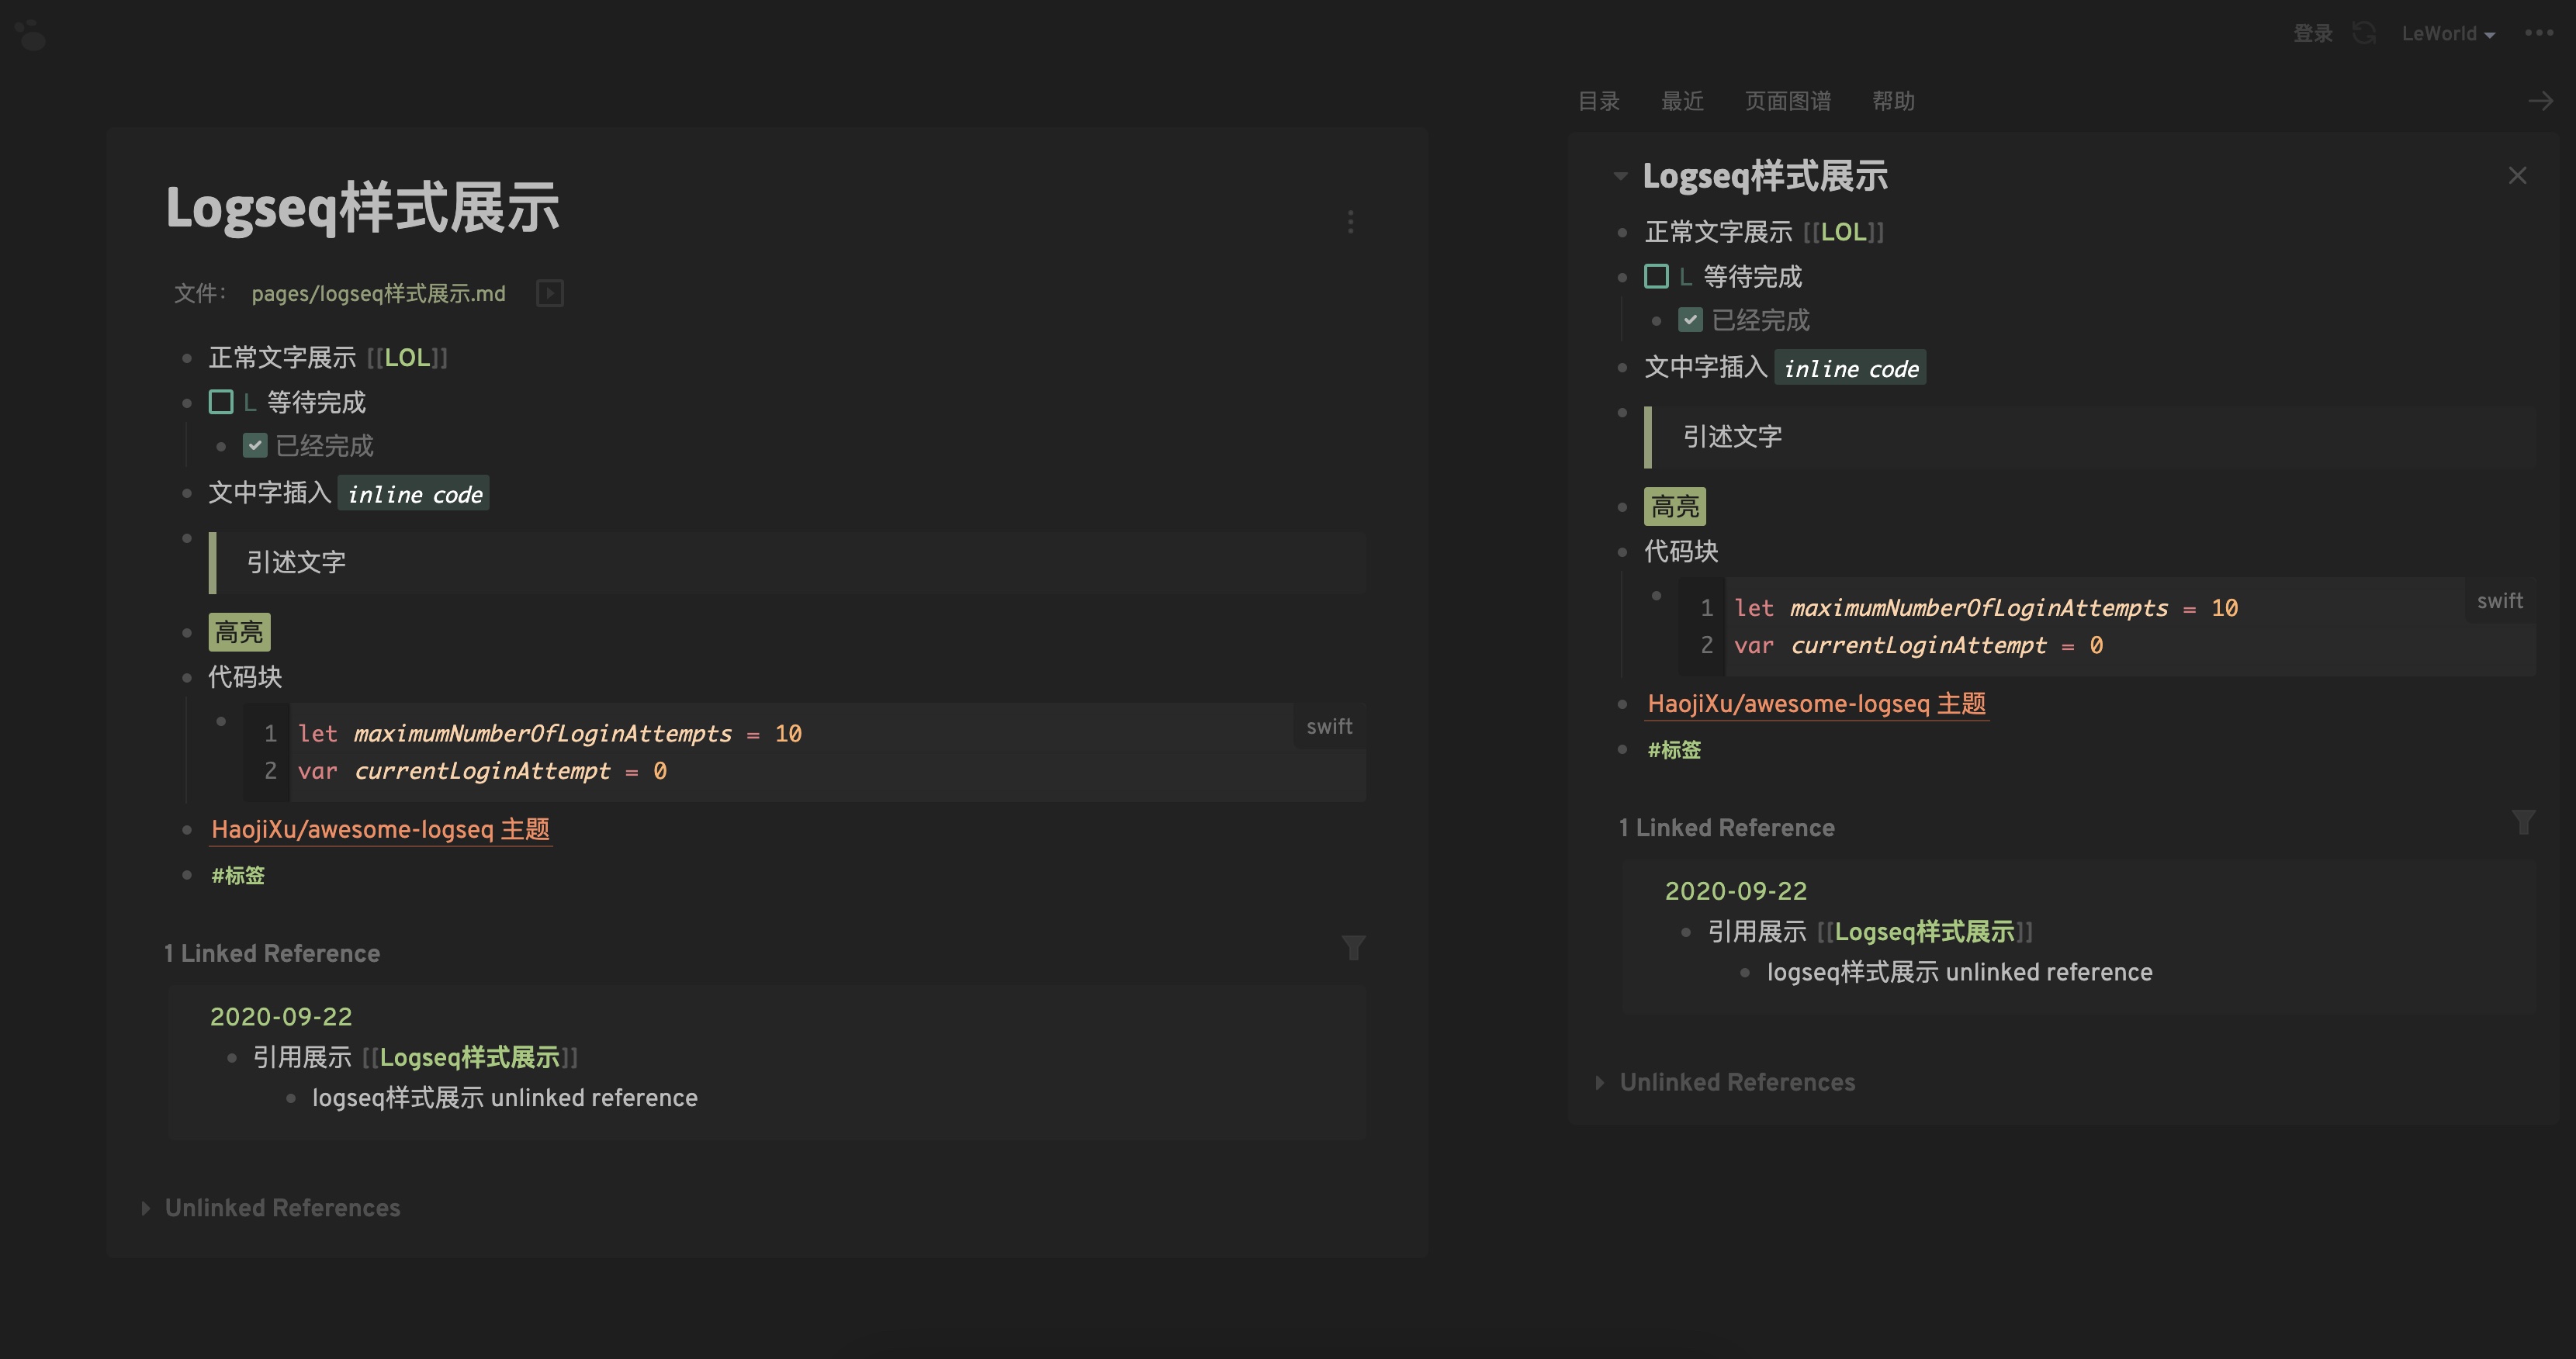 登录 LeWorld
Logseq样式展示
文件： pages/logseq样式展示.md
正常文字展示 [[LOL]]
L 等待完成
已经完成
文中字插入 inline code
引述文字
高亮
代码块
swift
1 let maximumNumberOfLoginAttempts = 10
2 var currentLoginAttempt = 0
HaojiXu/awesome-logseq 主题
#标签
1 Linked Reference
2020-09-22
引用展示 [[Logseq样式展示]]
logseq样式展示 unlinked reference
Unlinked References
目录 最近 页面图谱 帮助
Logseq样式展示
正常文字展示 [[LOL]]
L 等待完成
已经完成
文中字插入 inline code
引述文字
高亮
代码块
swift
1 let maximumNumberOfLoginAttempts = 10
2 var currentLoginAttempt = 0
HaojiXu/awesome-logseq 主题
#标签
1 Linked Reference
2020-09-22
引用展示 [[Logseq样式展示]]
logseq样式展示 unlinked reference
Unlinked References